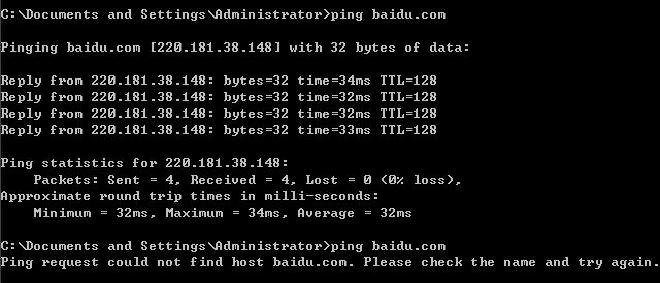 C:\Documents and Settings\Administrator>ping baidu.com
Pinging baidu.com [220.181.38.148] with 32 bytes of data:
Reply from 220.181.38.148: bytes=32 time=34ms TTL=128
Reply from 220.181.38.148: bytes=32 time=32ms TTL=128
Reply from 220.181.38.148: bytes=32 time=32ms TTL=128
Reply from 220.181.38.148: bytes=32 time=33ms TTL=128
Ping statistics for 220.181.38.148:
    Packets: Sent = 4, Received = 4, Lost = 0 (0% loss),
Approximate round trip times in milli-seconds:
    Minimum = 32ms, Maximum = 34ms, Average = 32ms
C:\Documents and Settings\Administrator>ping baidu.com
Ping request could not find host baidu.com. Please check the name and try again.